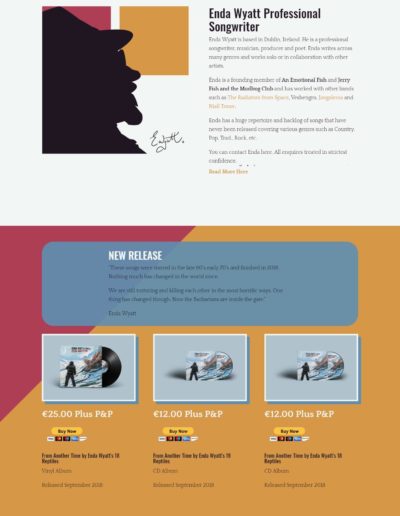 Enda Wyatt Professional
Songwriter
Enda Wyatt is based in Dublin, Ireland. He is a professional
songwriter, musician, producer and poet. Enda writes across
many genres and works solo or in collaboration with other
artists.
Enda is a founding member of An Emotional Fish and Jerry
Fish and the Mudbug Club and has worked with other bands
such as The Radiators from Space, Vesbergen, Jorgolessa and
Niall Toner.
Enda has a huge repertoire and backlog of songs that have
never been released covering various genres such as Country,
Pop, Trad., Rock, etc.
You can contact Enda here. All enquires treated in strictest
confidence.
Read More Here
NEW RELEASE
"These songs were started in the late 60's early 70's and finished in 2018.
Nothing much has changed in the world since.
We are still torturing and killing each other in the most horrific ways. One
thing has changed though. Now the Barbarians are inside the gate."
Enda Wyatt
€25.00 Plus P&P
€12.00 Plus P&P
€12.00 Plus P&P
Buy Now
Buy Now
Buy Now
From Another Time by Enda Wyatt's 18
Reptiles
From Another Time by Enda Wyatt's 18
Reptiles
From Another Time by Enda Wyatt's 18
Reptiles
Vinyl Album
CD Album
CD Album
Released September 2018
Released September 2018
Released September 2018